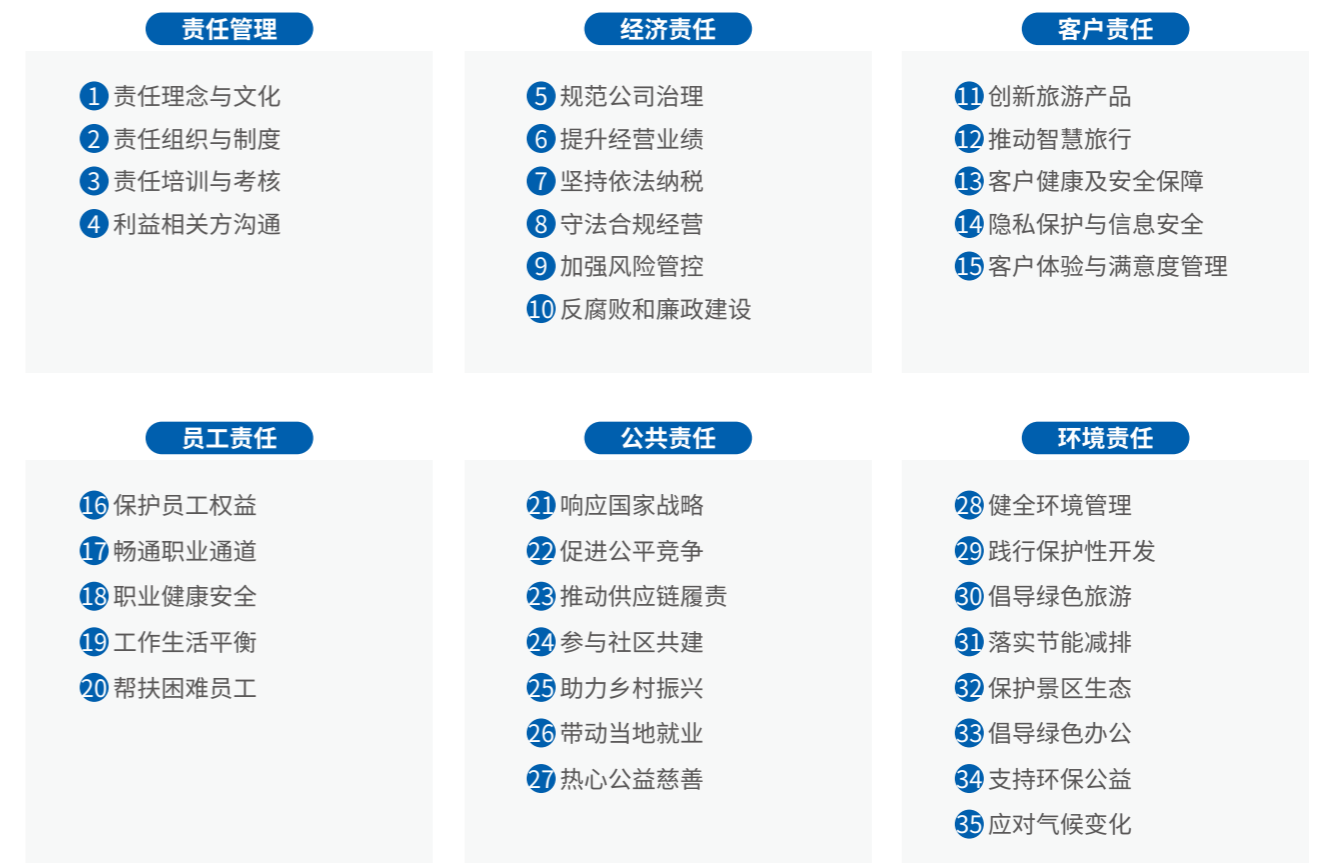 责任管理
1 责任理念与文化
2 责任组织与制度
3 责任培训与考核
4 利益相关方沟通
经济责任
5 规范公司治理
6 提升经营业绩
7 坚持依法纳税
8 守法合规经营
9 加强风险管控
10 反腐败和廉政建设
客户责任
11 创新旅游产品
12 推动智慧旅行
13 客户健康及安全保障
14 隐私保护与信息安全
15 客户体验与满意度管理
员工责任
16 保护员工权益
17 畅通职业通道
18 职业健康安全
19 工作生活平衡
20 帮扶困难员工
公共责任
21 响应国家战略
22 促进公平竞争
23 推动供应链履责
24 参与社区共建
25 助力乡村振兴
26 带动当地就业
27 热心公益慈善
环境责任
28 健全环境管理
29 践行保护性开发
30 倡导绿色旅游
31 落实节能减排
32 保护景区生态
33 倡导绿色办公
34 支持环保公益
35 应对气候变化